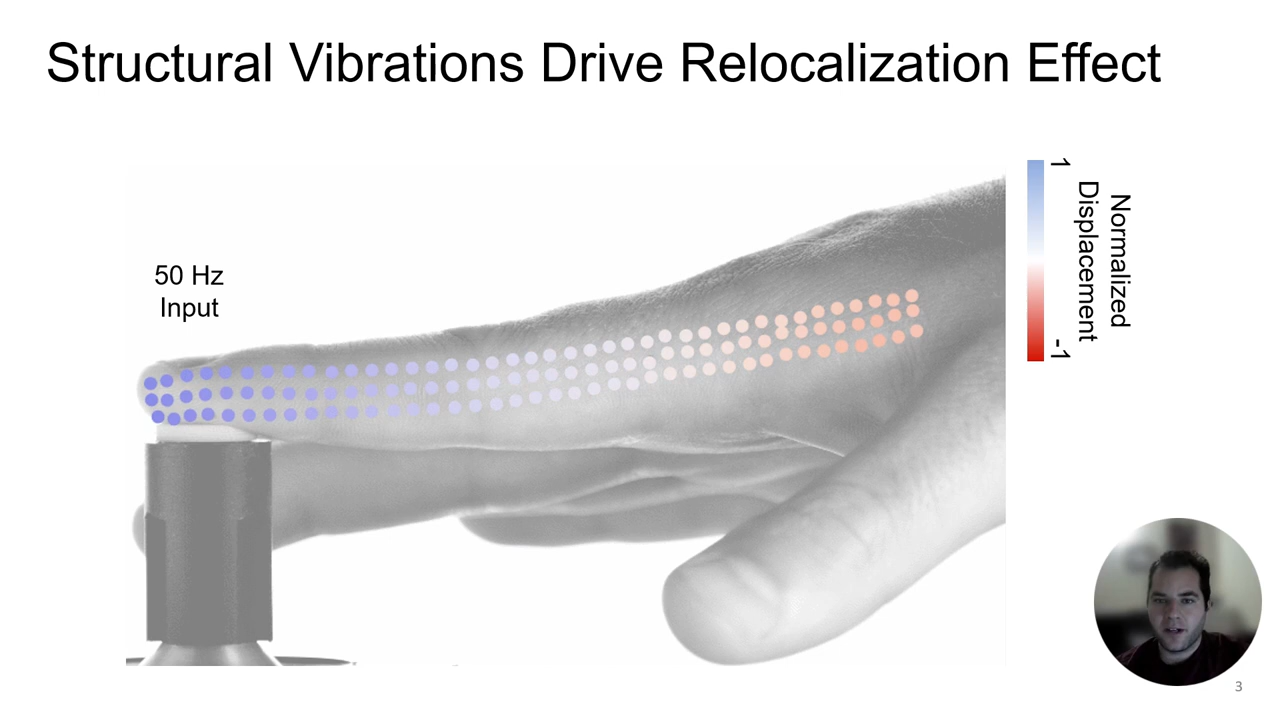 Structural Vibrations Drive Relocalization Effect
50 Hz
Input
1
Normalized
Displacement
-1
3